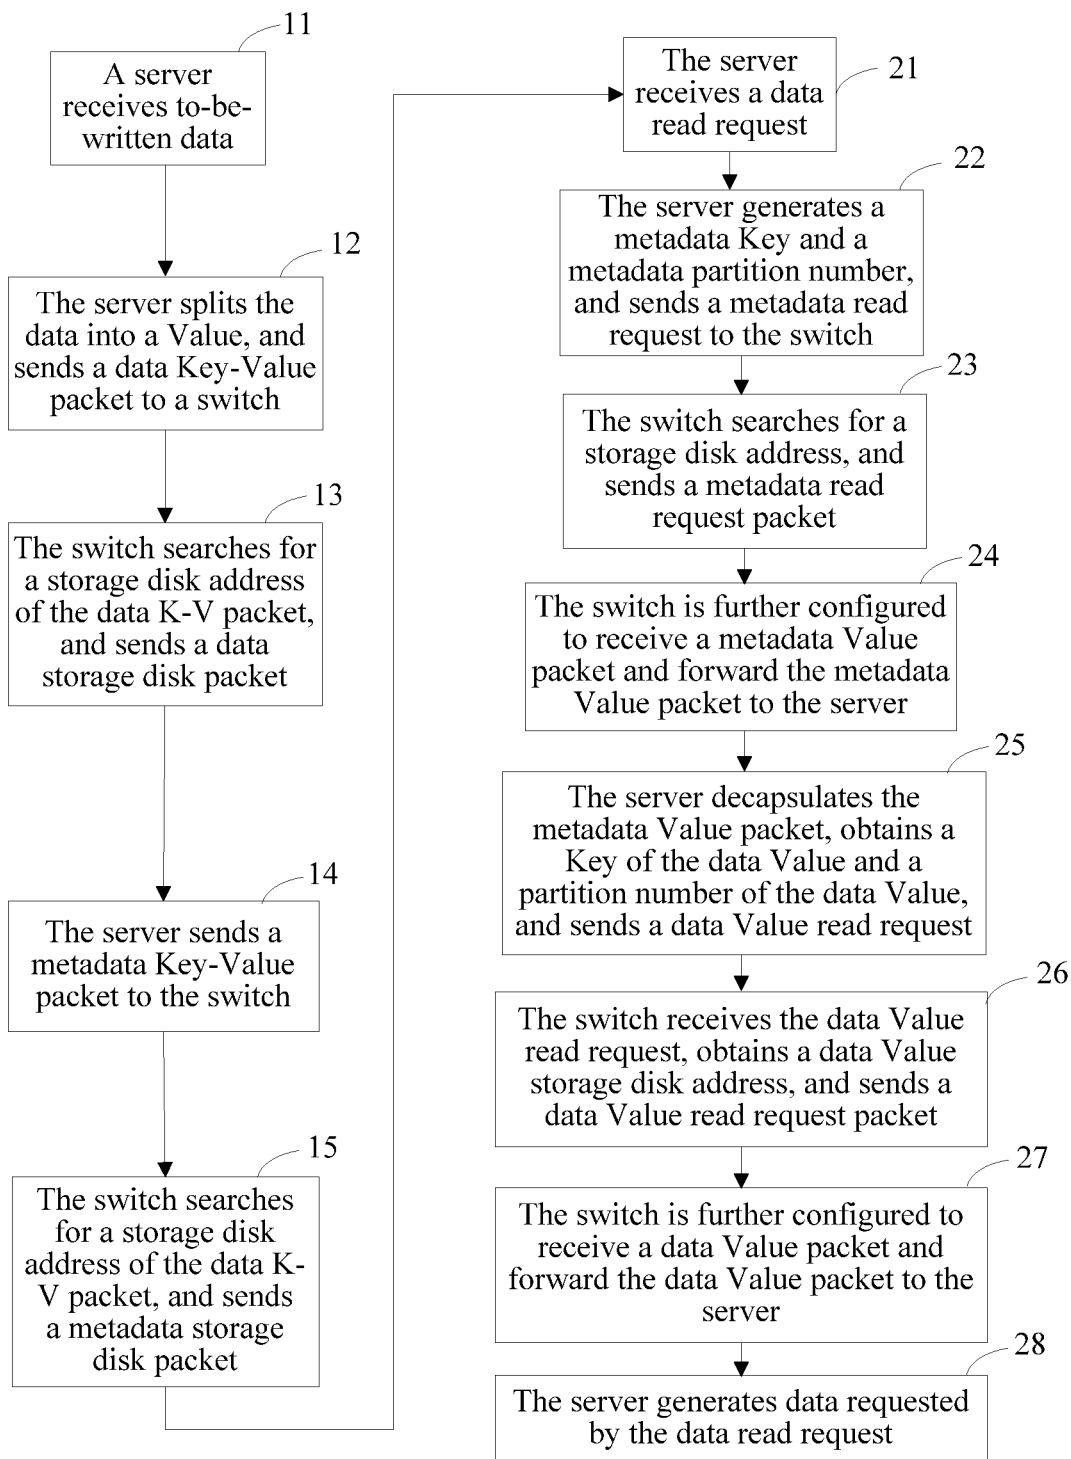 11
A server
receives to-be-
written data
12
The server splits the
data into a Value, and
sends a data Key-Value
packet to a switch
13
The switch searches for
a storage disk address
of the data K-V packet,
and sends a data
storage disk packet
14
The server sends a
metadata Key-Value
packet to the switch
15
The switch searches
for a storage disk
address of the data K-
V packet, and sends
a metadata storage
disk packet
21
The server
receives a data
read request
22
The server generates a
metadata Key and a
metadata partition number,
and sends a metadata read
request to the switch
23
The switch searches for a
storage disk address, and
sends a metadata read
request packet
24
The switch is further configured
to receive a metadata Value
packet and forward the metadata
Value packet to the server
25
The server decapsulates the
metadata Value packet, obtains a
Key of the data Value and a
partition number of the data Value,
and sends a data Value read request
26
The switch receives the data Value
read request, obtains a data Value
storage disk address, and sends a
data Value read request packet
27
The switch is further configured to
receive a data Value packet and
forward the data Value packet to the
server
28
The server generates data requested
by the data read request